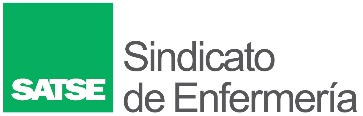 SATSE
Sindicato
de Enfermería